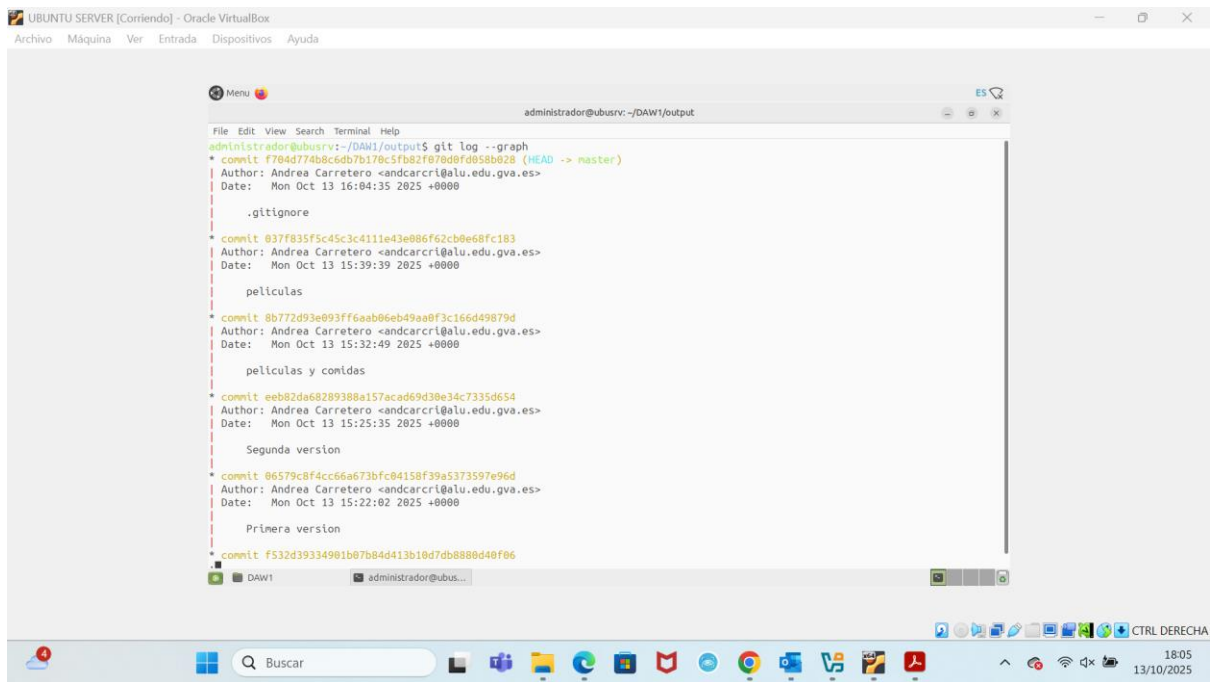 UBUNTU SERVER [Corriendo] - Oracle VirtualBox
Archivo Máquina Ver Entrada Dispositivos Ayuda
Menu
ES
administrador@ubusrv: ~/DAW1/output
File Edit View Search Terminal Help
administrador@ubusrv:~/DAW1/output$ git log --graph
* commit f704d774b8c6db7b170c5fb82f070d0fd058b028 (HEAD -> master)
| Author: Andrea Carretero <andcarcri@alu.edu.gva.es>
| Date:   Mon Oct 13 16:04:35 2025 +0000
|
|     .gitignore
|
* commit 037f835f5c45c3c4111e43e086f62cb0e68fc183
| Author: Andrea Carretero <andcarcri@alu.edu.gva.es>
| Date:   Mon Oct 13 15:39:39 2025 +0000
|
|     peliculas
|
* commit 8b772d93e093ff6aab06eb49aa0f3c166d49879d
| Author: Andrea Carretero <andcarcri@alu.edu.gva.es>
| Date:   Mon Oct 13 15:32:49 2025 +0000
|
|     peliculas y comidas
|
* commit eeb82da68289388a157acad69d30e34c7335d654
| Author: Andrea Carretero <andcarcri@alu.edu.gva.es>
| Date:   Mon Oct 13 15:25:35 2025 +0000
|
|     Segunda version
|
* commit 06579c8f4cc66a673bfc04158f39a5373597e96d
| Author: Andrea Carretero <andcarcri@alu.edu.gva.es>
| Date:   Mon Oct 13 15:22:02 2025 +0000
|
|     Primera version
|
* commit f532d39334901b07b84d413b10d7db8880d40f06
.
DAW1
administrador@ubus...
CTRL DERECHA
4
Buscar
18:05
13/10/2025